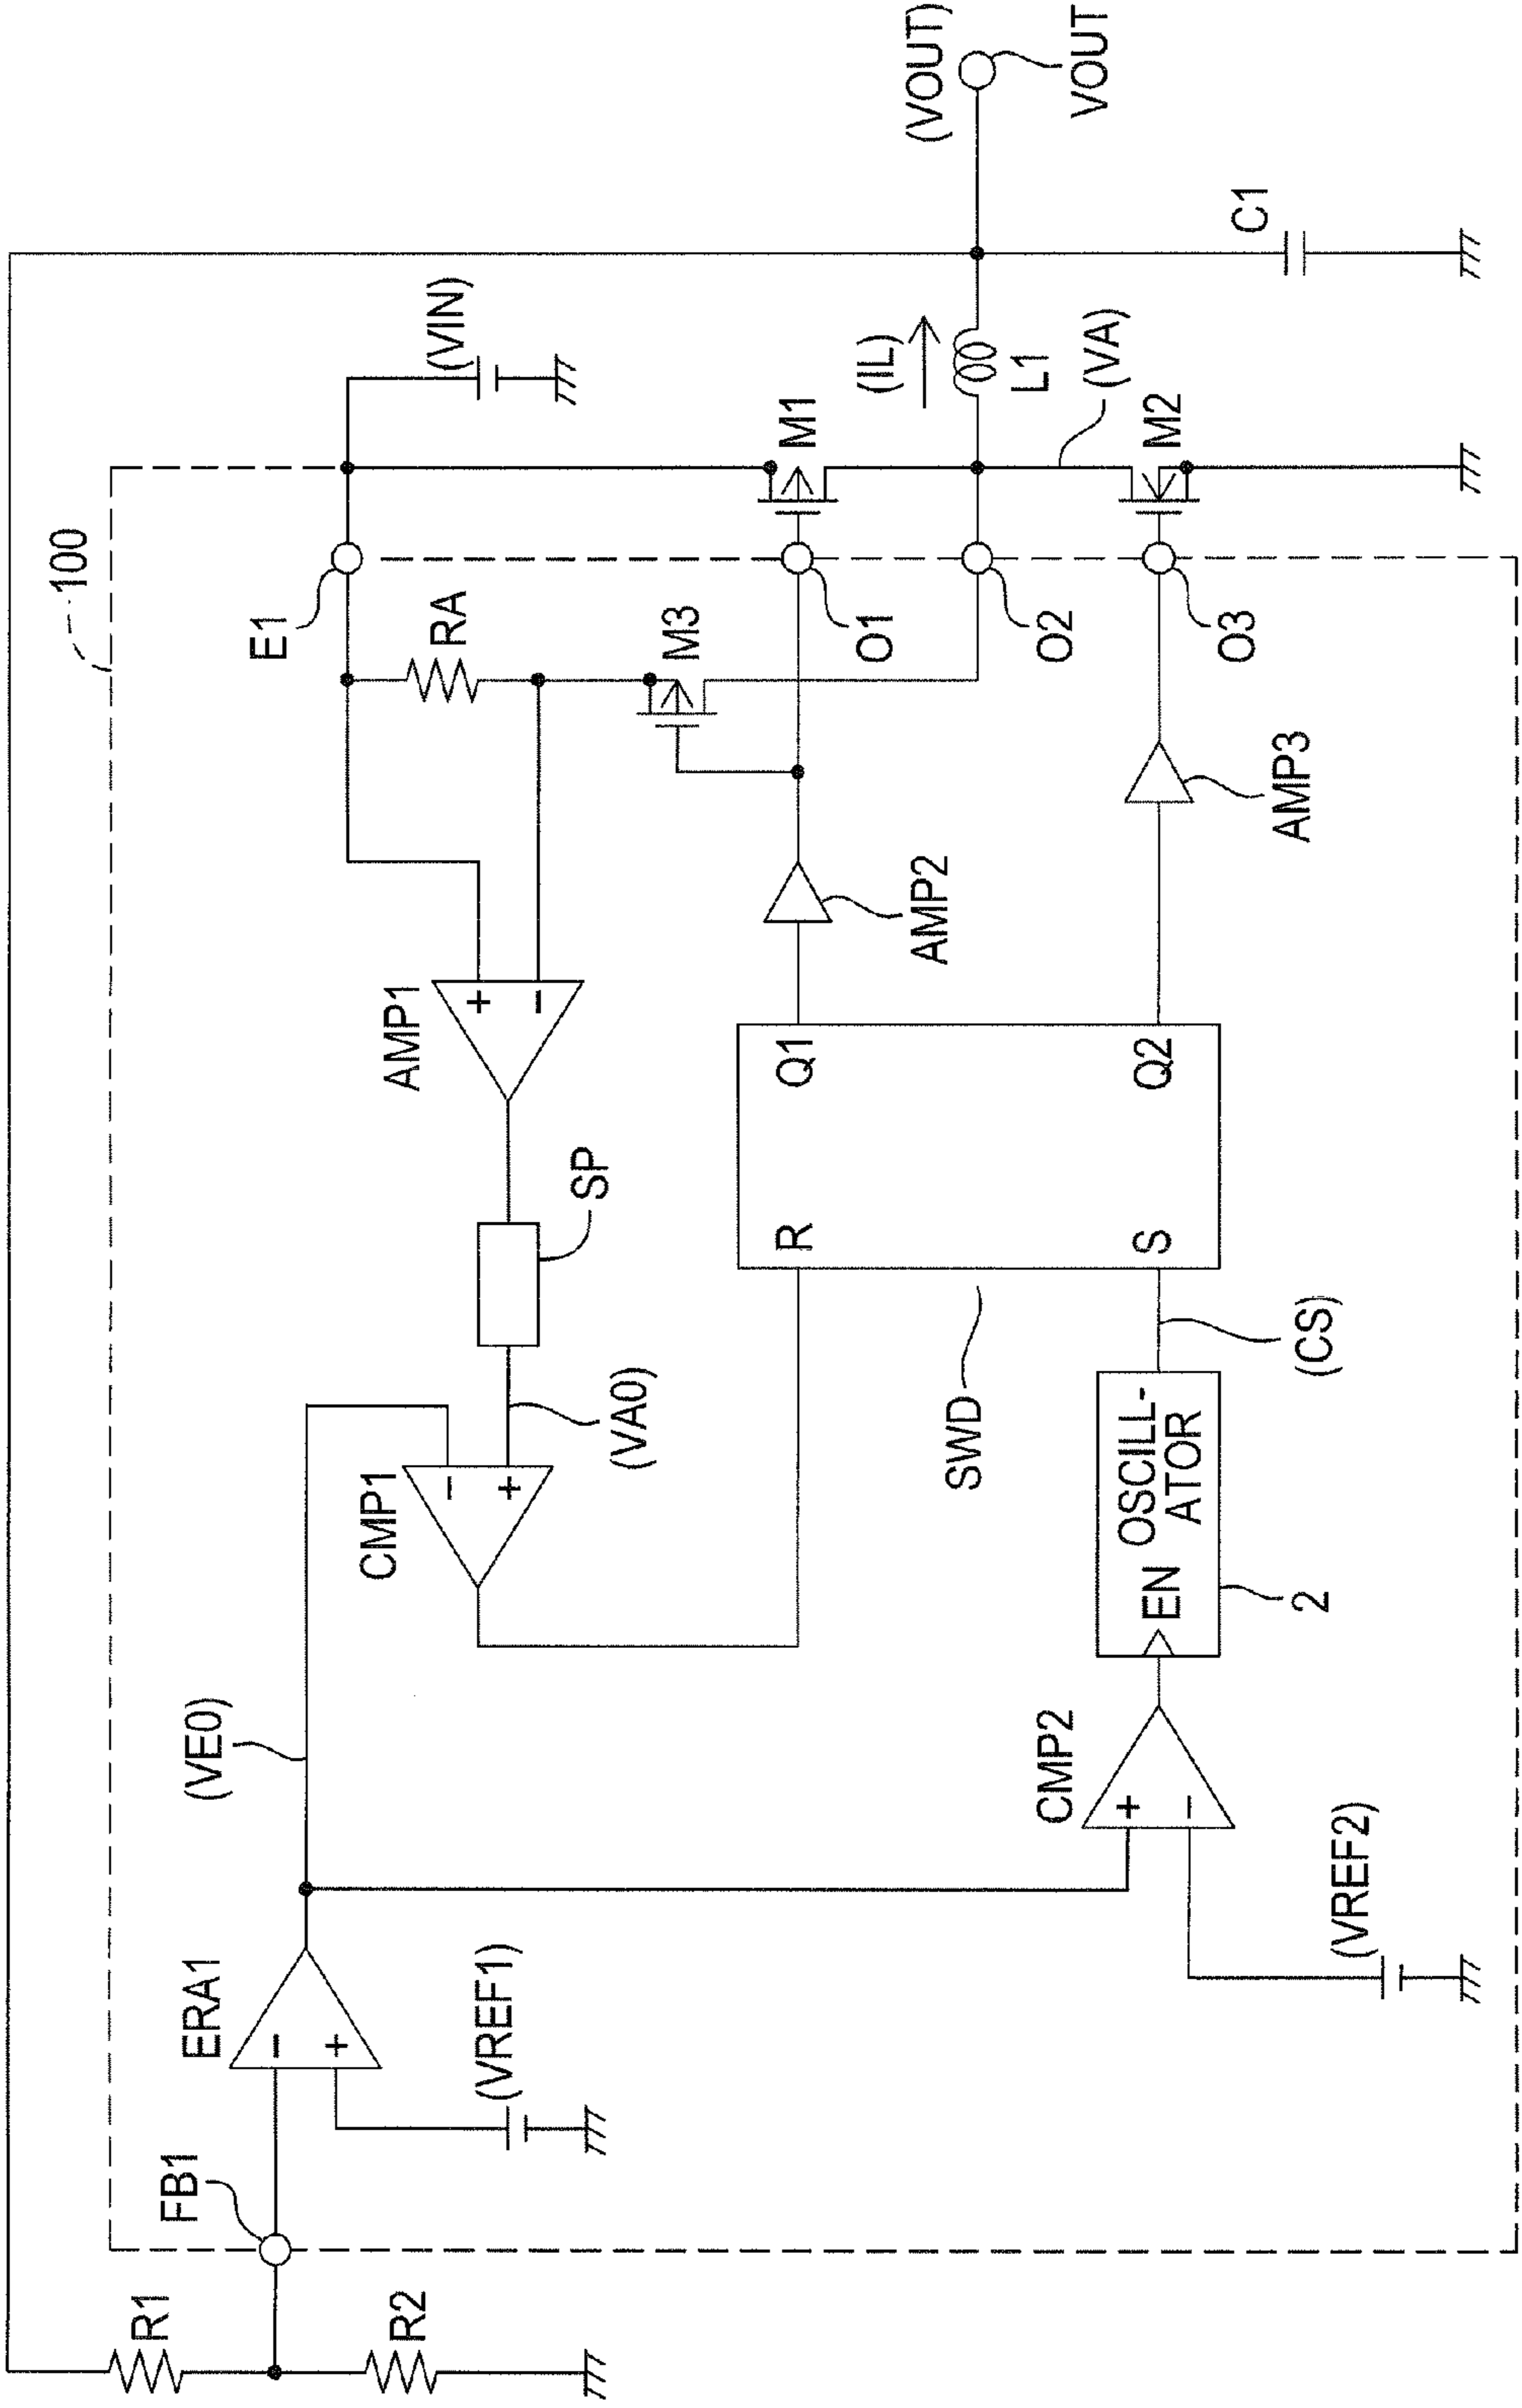 100
E1
(VIN)
(VOUT)
VOUT
C1
(IL)
L1
(VA)
M1
M2
RA
M3
O1
O2
O3
AMP1
+
−
AMP2
AMP3
SP
(VA0)
CMP1
−
+
Q1
Q2
R
S
SWD
(CS)
OSCILL-
ATOR
EN
2
(VE0)
CMP2
+
−
(VREF2)
ERA1
−
+
(VREF1)
FB1
R1
R2